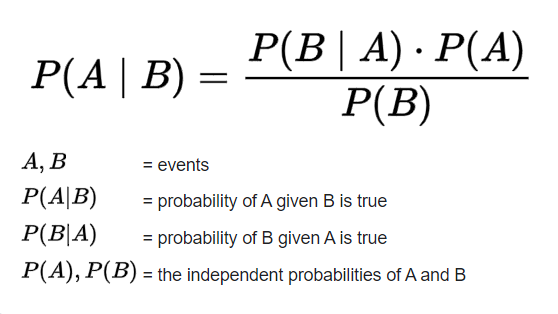 P(A | B) = P(B | A) · P(A) / P(B)
A, B = events
P(A|B) = probability of A given B is true
P(B|A) = probability of B given A is true
P(A), P(B) = the independent probabilities of A and B